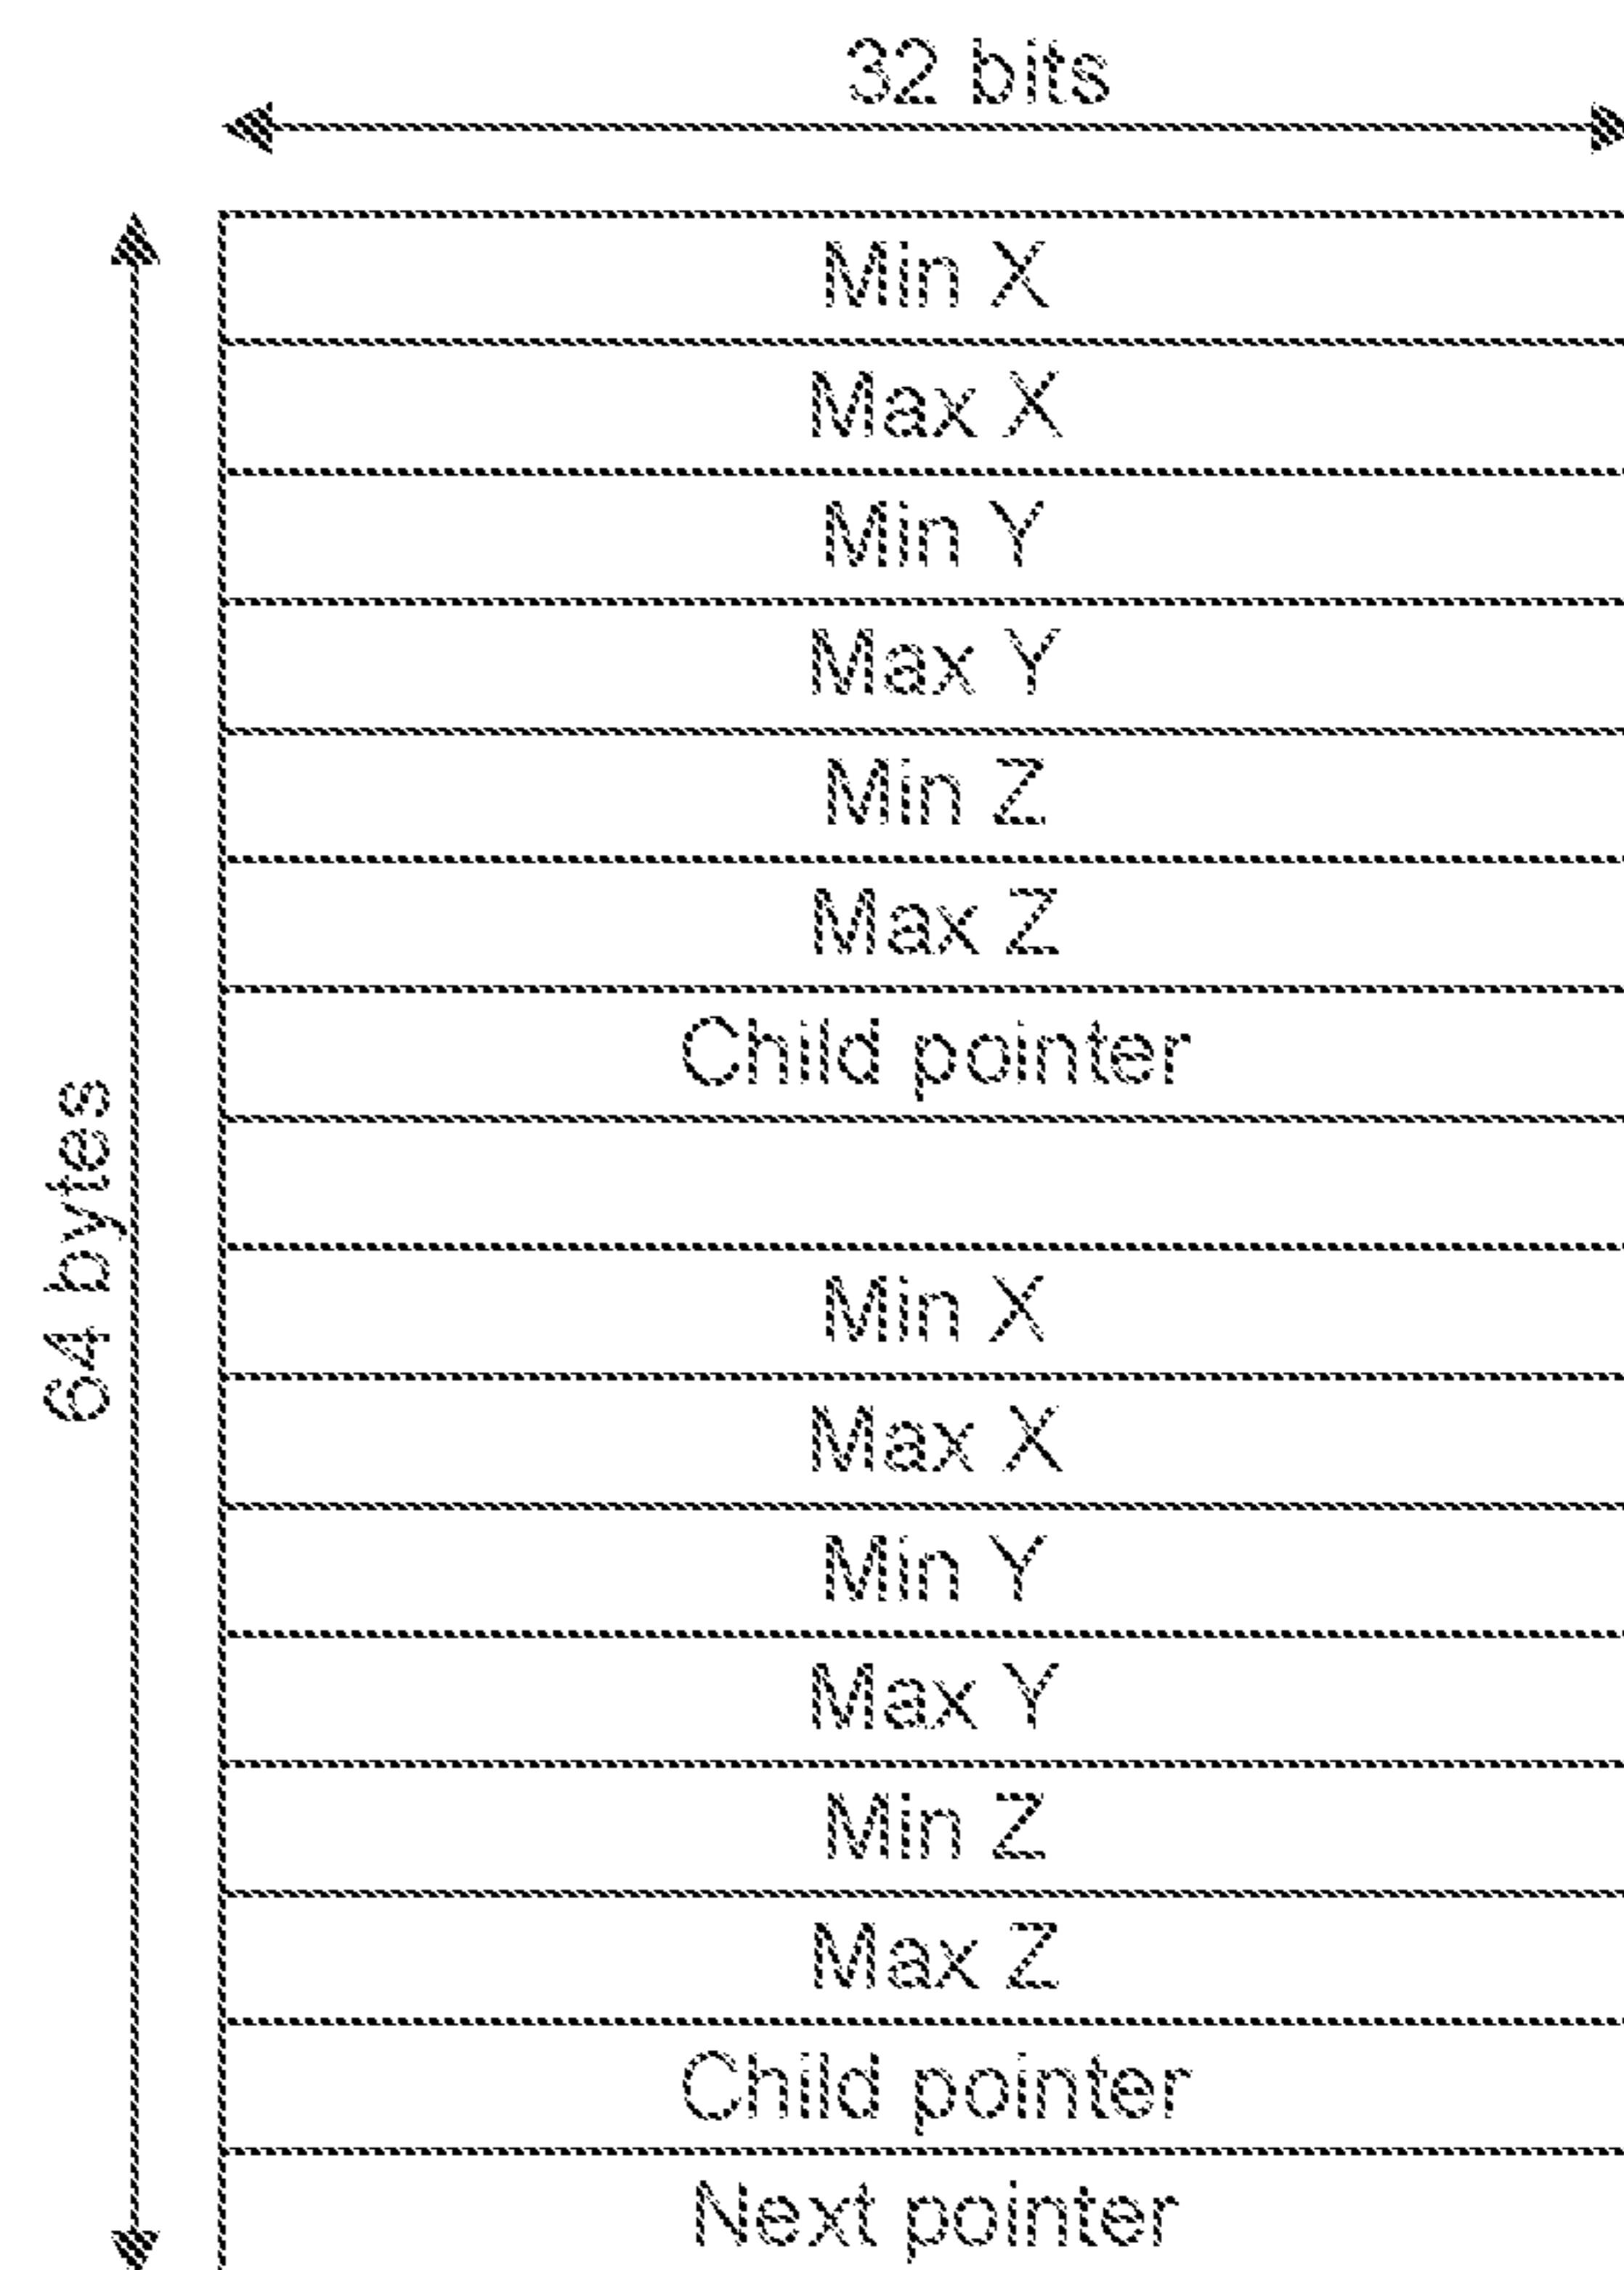 32 bits
64 bytes
Min X
Max X
Min Y
Max Y
Min Z
Max Z
Child pointer
Min X
Max X
Min Y
Max Y
Min Z
Max Z
Child pointer
Next pointer